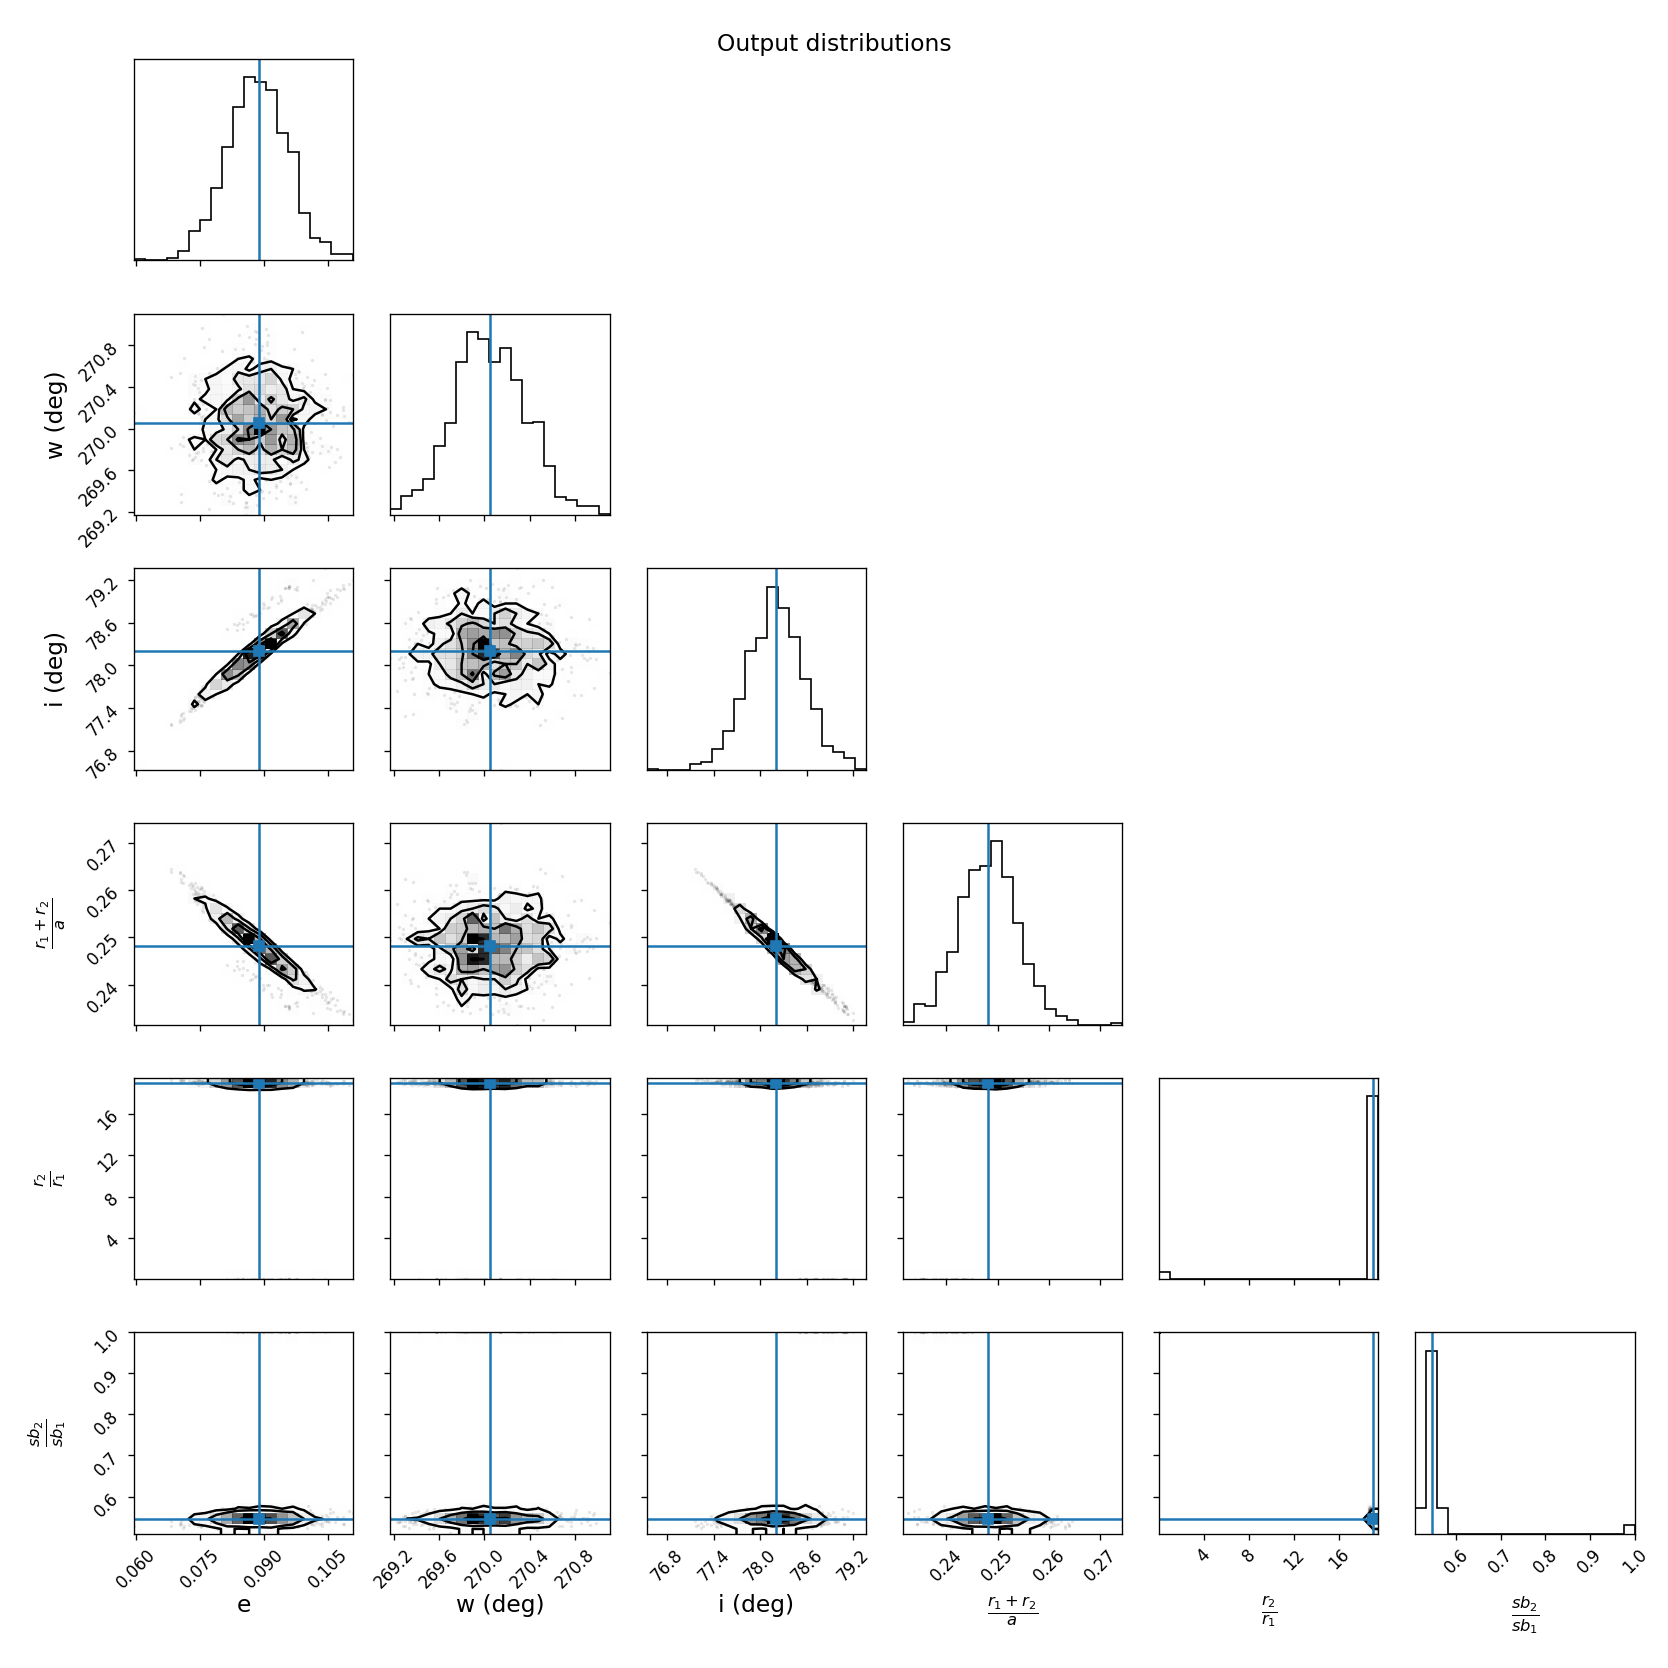 Output distributions
w (deg)
270.8
270.4
270.0
269.6
269.2
i (deg)
79.2
78.6
78.0
77.4
76.8
r1 + r2
a
0.27
0.26
0.25
0.24
r2
r1
16
12
8
4
sb2
sb1
1.0
0.9
0.8
0.7
0.6
0.060 0.075 0.090 0.105
e
269.2 269.6 270.0 270.4 270.8
w (deg)
76.8 77.4 78.0 78.6 79.2
i (deg)
0.24 0.25 0.26 0.27
r1 + r2
a
4 8 12 16
r2
r1
0.6 0.7 0.8 0.9 1.0
sb2
sb1